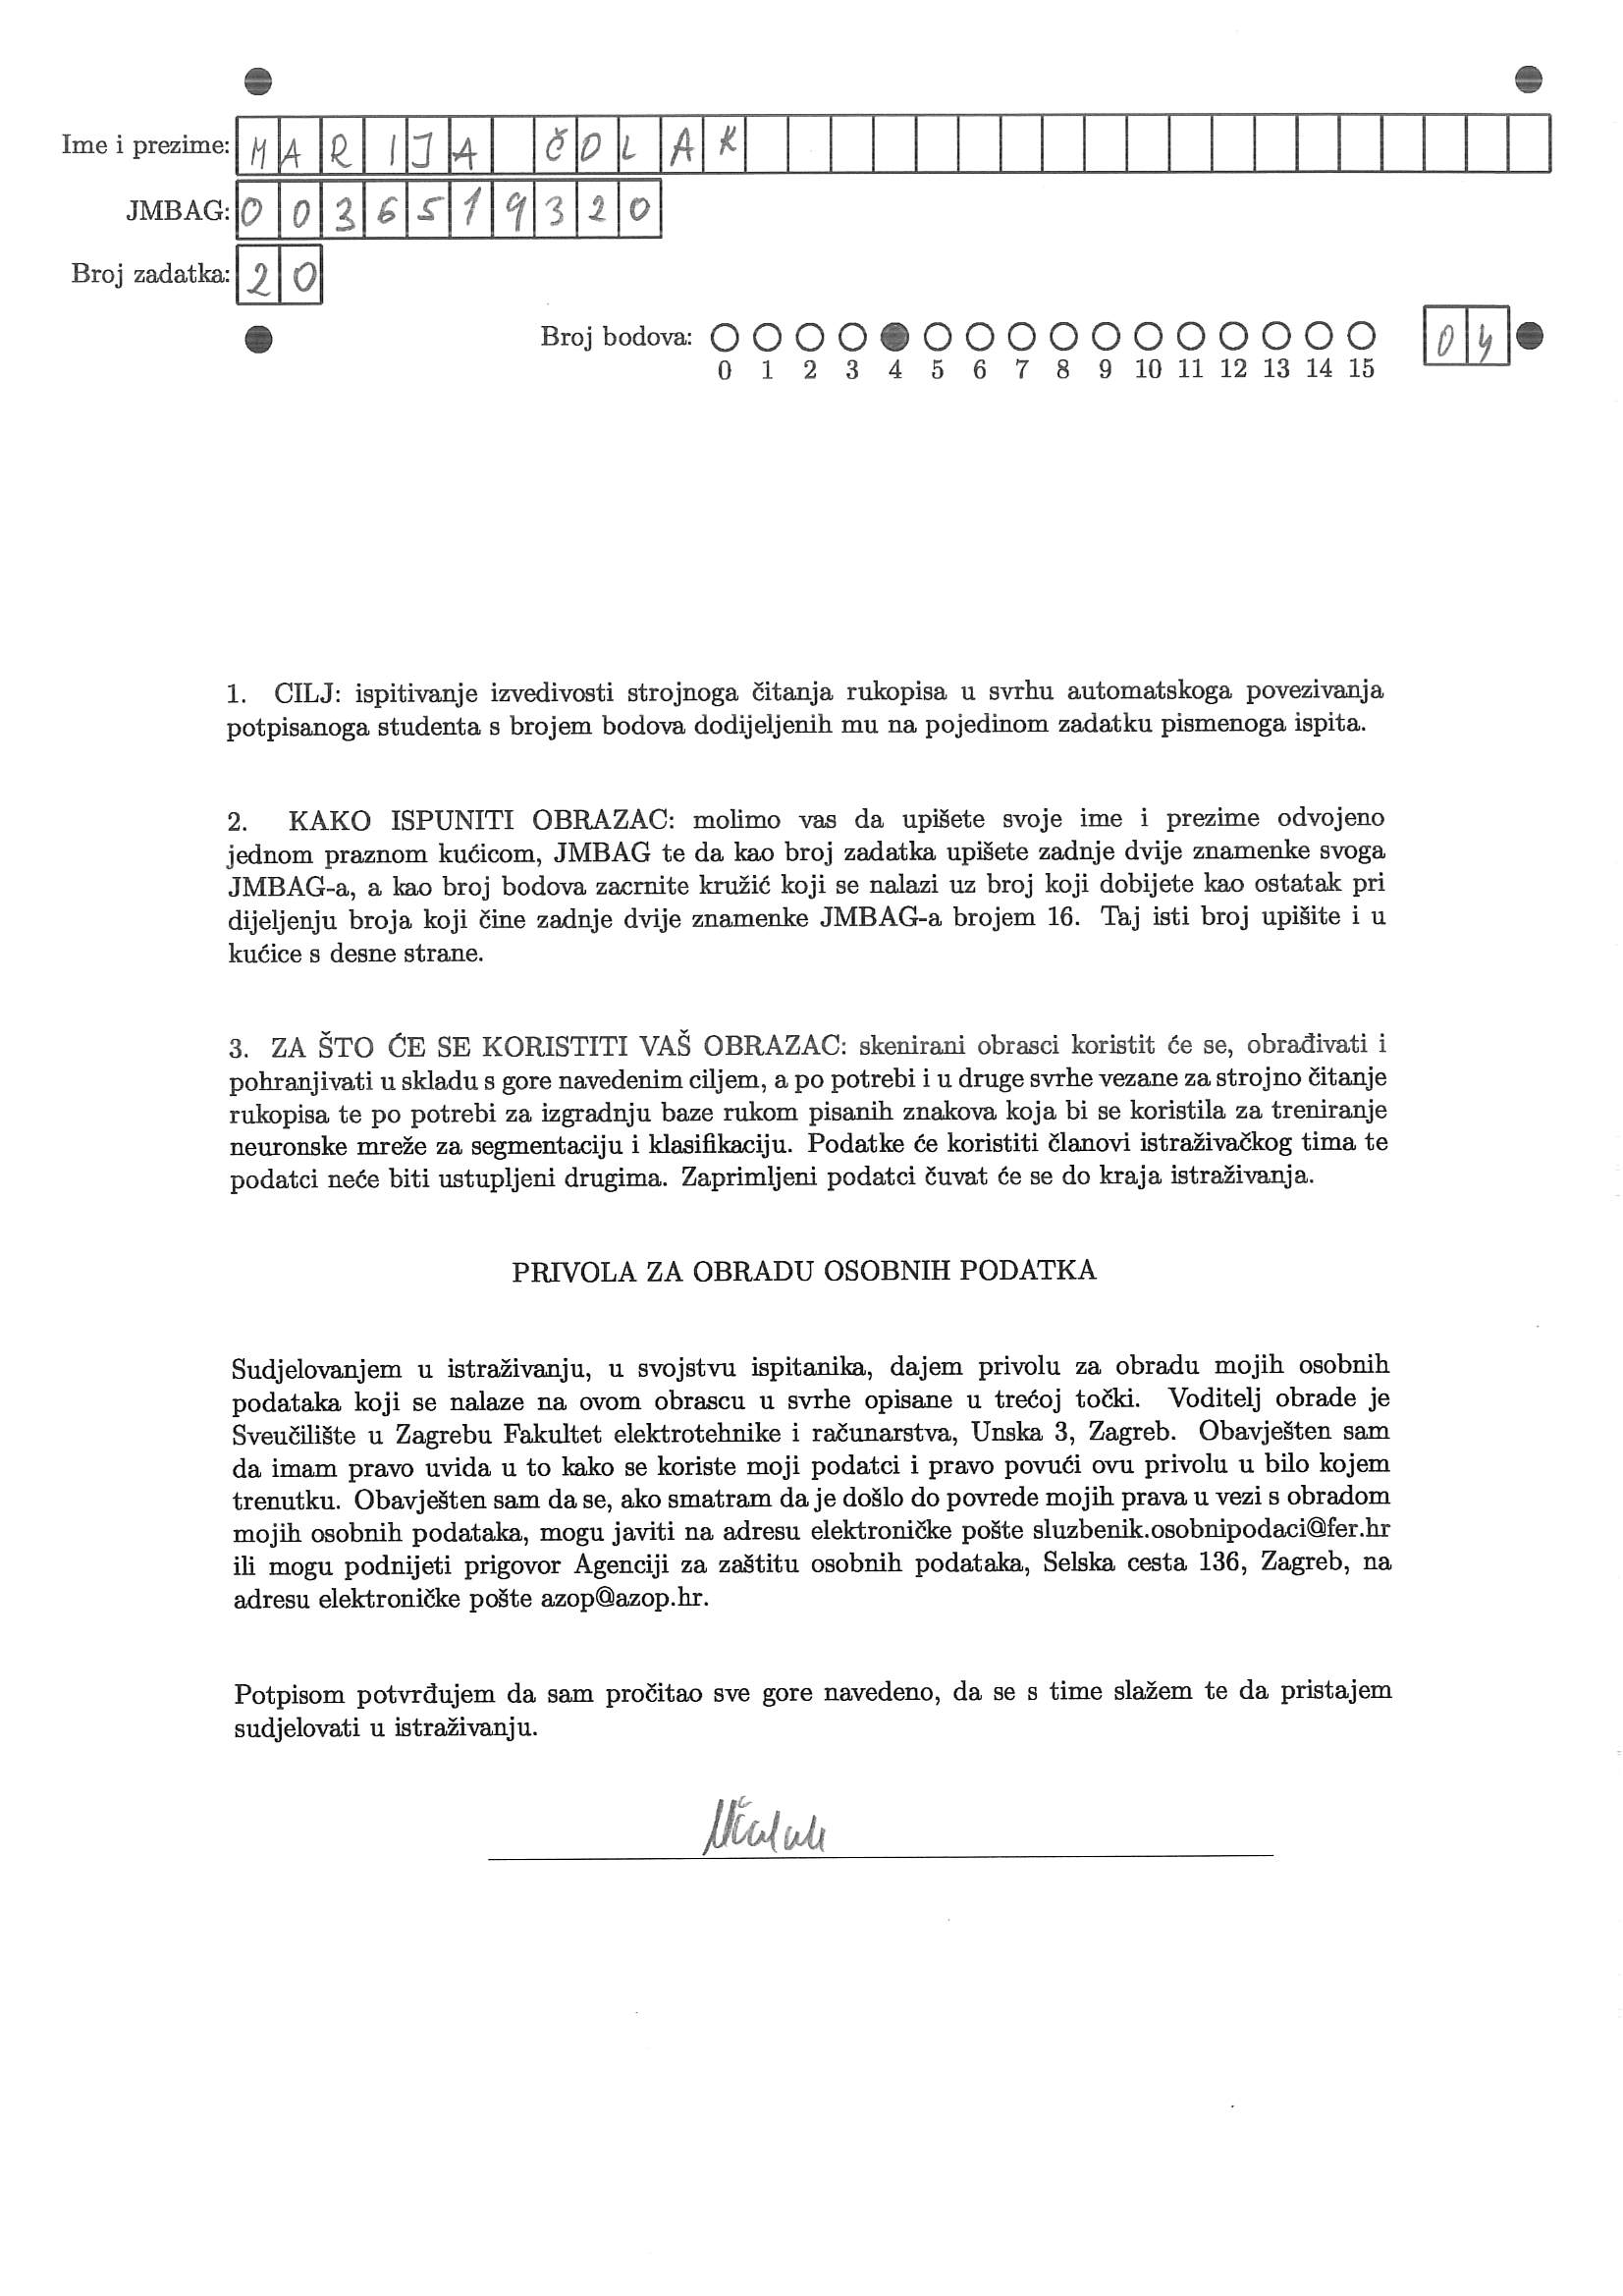 Ime i prezime: MARIJA ČOLAK
JMBAG: 0036519320
Broj zadatka: 20
Broj bodova: 04
0 1 2 3 4 5 6 7 8 9 10 11 12 13 14 15
1. CILJ: ispitivanje izvedivosti strojnoga čitanja rukopisa u svrhu automatskoga povezivanja
potpisanoga studenta s brojem bodova dodijeljenih mu na pojedinom zadatku pismenoga ispita.
2. KAKO ISPUNITI OBRAZAC: molimo vas da upišete svoje ime i prezime odvojeno
jednom praznom kućicom, JMBAG te da kao broj zadatka upišete zadnje dvije znamenke svoga
JMBAG-a, a kao broj bodova zacrnite kružić koji se nalazi uz broj koji dobijete kao ostatak pri
dijeljenju broja koji čine zadnje dvije znamenke JMBAG-a brojem 16. Taj isti broj upišite i u
kućice s desne strane.
3. ZA ŠTO ĆE SE KORISTITI VAŠ OBRAZAC: skenirani obrasci koristit će se, obrađivati i
pohranjivati u skladu s gore navedenim ciljem, a po potrebi i u druge svrhe vezane za strojno čitanje
rukopisa te po potrebi za izgradnju baze rukom pisanih znakova koja bi se koristila za treniranje
neuronske mreže za segmentaciju i klasifikaciju. Podatke će koristiti članovi istraživačkog tima te
podatci neće biti ustupljeni drugima. Zaprimljeni podatci čuvat će se do kraja istraživanja.
PRIVOLA ZA OBRADU OSOBNIH PODATKA
Sudjelovanjem u istraživanju, u svojstvu ispitanika, dajem privolu za obradu mojih osobnih
podataka koji se nalaze na ovom obrascu u svrhe opisane u trećoj točki. Voditelj obrade je
Sveučilište u Zagrebu Fakultet elektrotehnike i računarstva, Unska 3, Zagreb. Obavješten sam
da imam pravo uvida u to kako se koriste moji podatci i pravo povući ovu privolu u bilo kojem
trenutku. Obavješten sam da se, ako smatram da je došlo do povrede mojih prava u vezi s obradom
mojih osobnih podataka, mogu javiti na adresu elektroničke pošte sluzbenik.osobnipodaci@fer.hr
ili mogu podnijeti prigovor Agenciji za zaštitu osobnih podataka, Selska cesta 136, Zagreb, na
adresu elektroničke pošte azop@azop.hr.
Potpisom potvrđujem da sam pročitao sve gore navedeno, da se s time slažem te da pristajem
sudjelovati u istraživanju.
MČolak